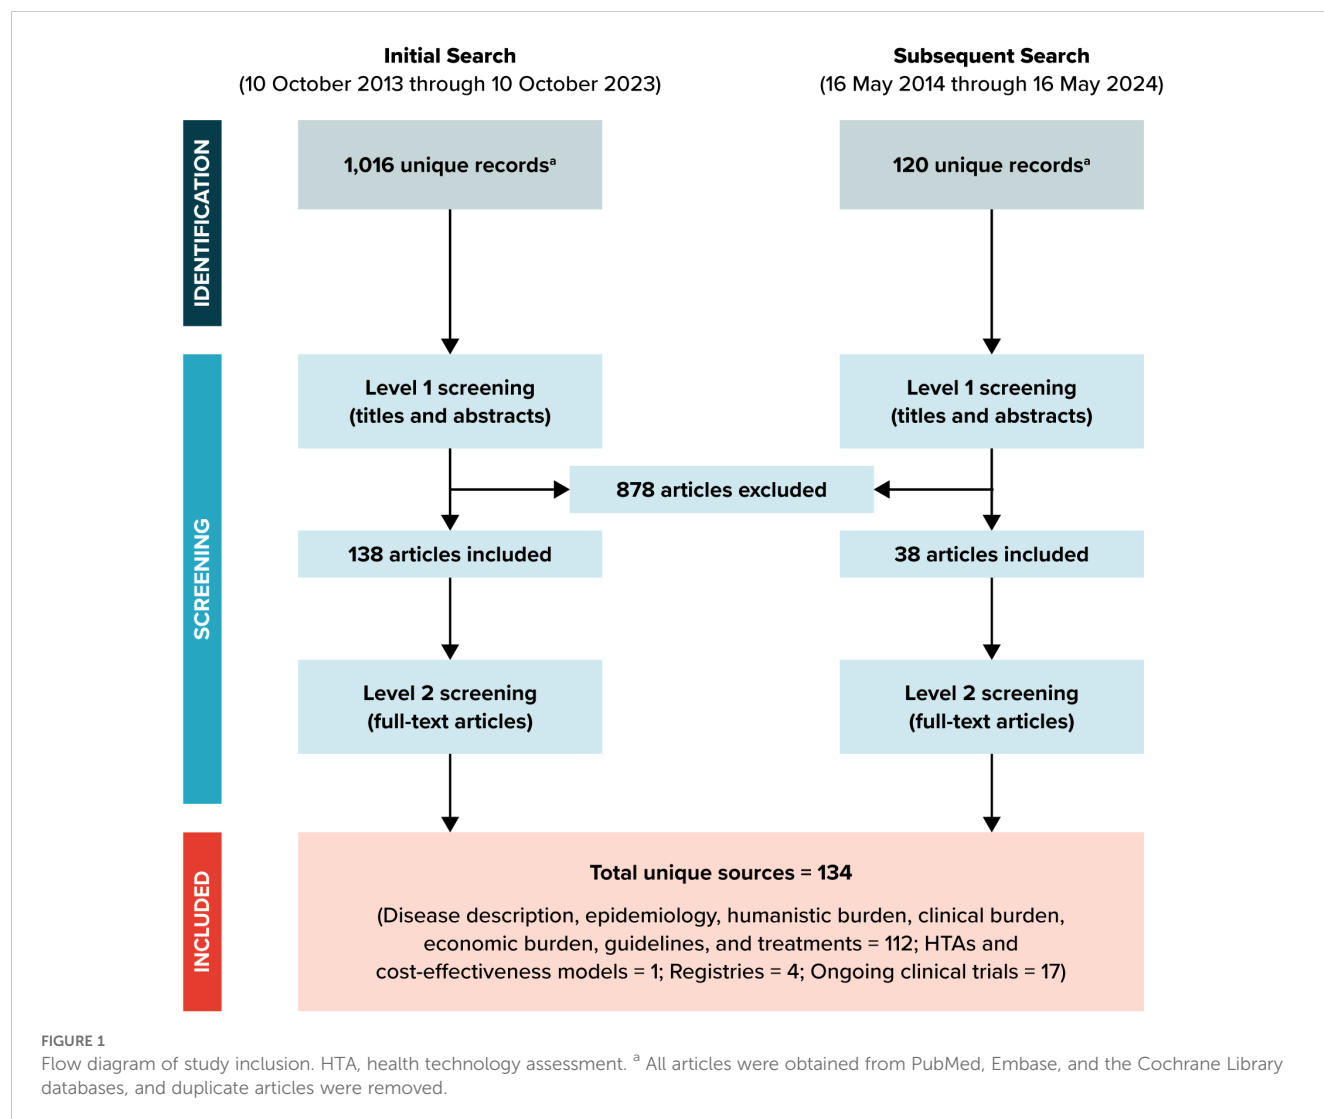 Initial Search
(10 October 2013 through 10 October 2023)
Subsequent Search
(16 May 2014 through 16 May 2024)
IDENTIFICATION
1,016 unique recordsᵃ
120 unique recordsᵃ
SCREENING
Level 1 screening
(titles and abstracts)
Level 1 screening
(titles and abstracts)
878 articles excluded
138 articles included
38 articles included
Level 2 screening
(full-text articles)
Level 2 screening
(full-text articles)
INCLUDED
Total unique sources = 134
(Disease description, epidemiology, humanistic burden, clinical burden,
economic burden, guidelines, and treatments = 112; HTAs and
cost-effectiveness models = 1; Registries = 4; Ongoing clinical trials = 17)
FIGURE 1
Flow diagram of study inclusion. HTA, health technology assessment. ᵃ All articles were obtained from PubMed, Embase, and the Cochrane Library
databases, and duplicate articles were removed.